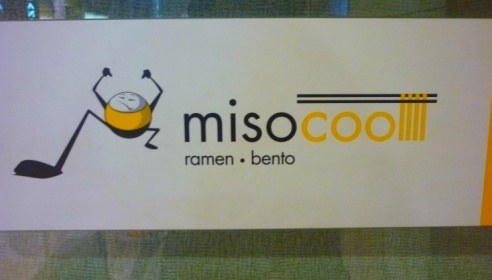 misocool
ramen • bento